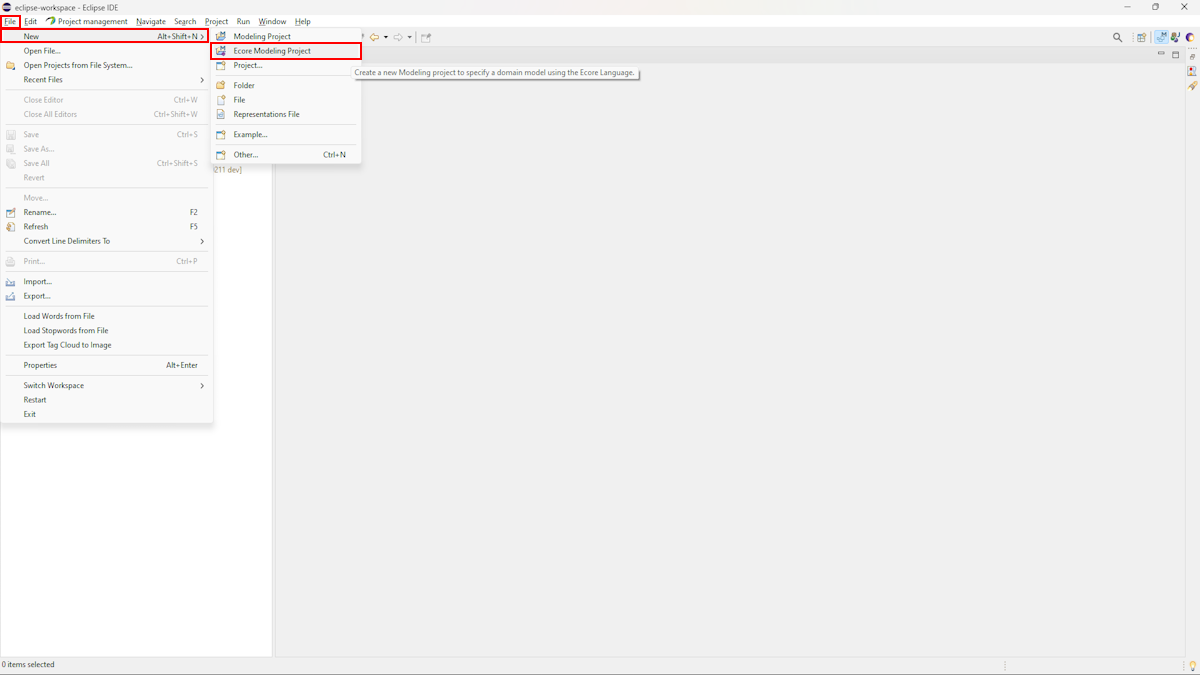 eclipse-workspace - Eclipse IDE
File Edit Project management Navigate Search Project Run Window Help
New Alt+Shift+N
Open File...
Open Projects from File System...
Recent Files
Close Editor Ctrl+W
Close All Editors Ctrl+Shift+W
Save Ctrl+S
Save As...
Save All Ctrl+Shift+S
Revert
Move...
Rename... F2
Refresh F5
Convert Line Delimiters To
Print... Ctrl+P
Import...
Export...
Load Words from File
Load Stopwords from File
Export Tag Cloud to Image
Properties Alt+Enter
Switch Workspace
Restart
Exit
Modeling Project
Ecore Modeling Project
Project...
Folder
File
Representations File
Example...
Other... Ctrl+N
Create a new Modeling project to specify a domain model using the Ecore Language.
211 dev]
0 items selected